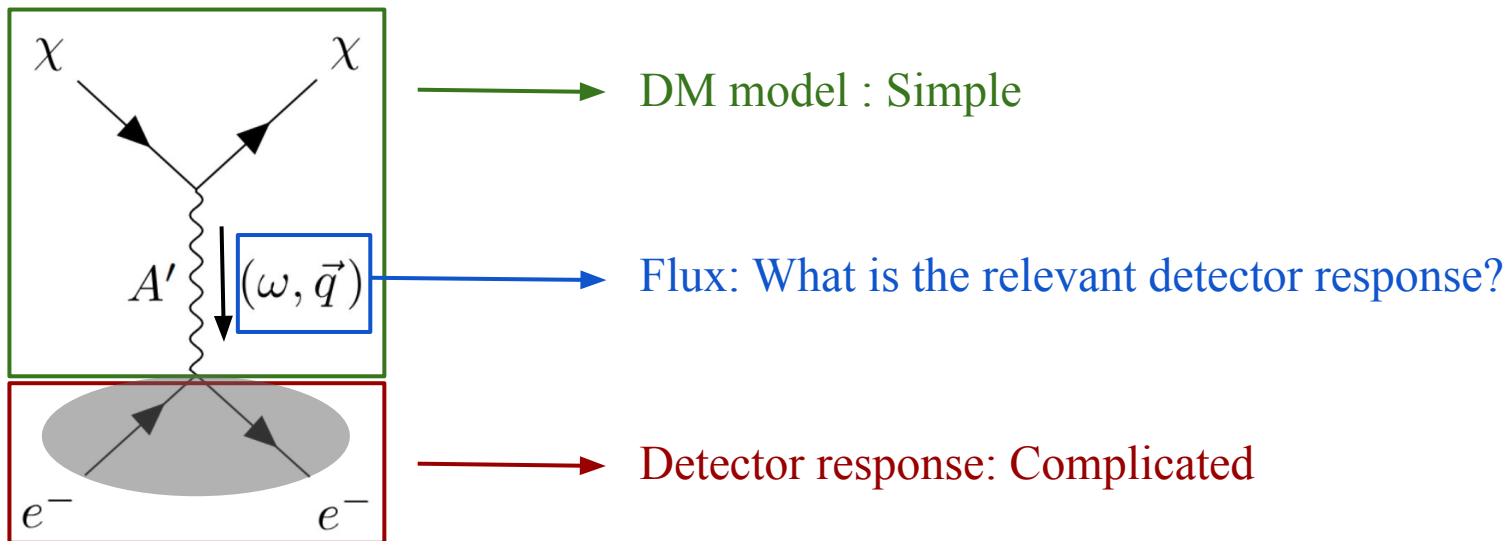 χ χ
DM model : Simple
A′ (ω, q⃗ )
Flux: What is the relevant detector response?
Detector response: Complicated
e⁻ e⁻